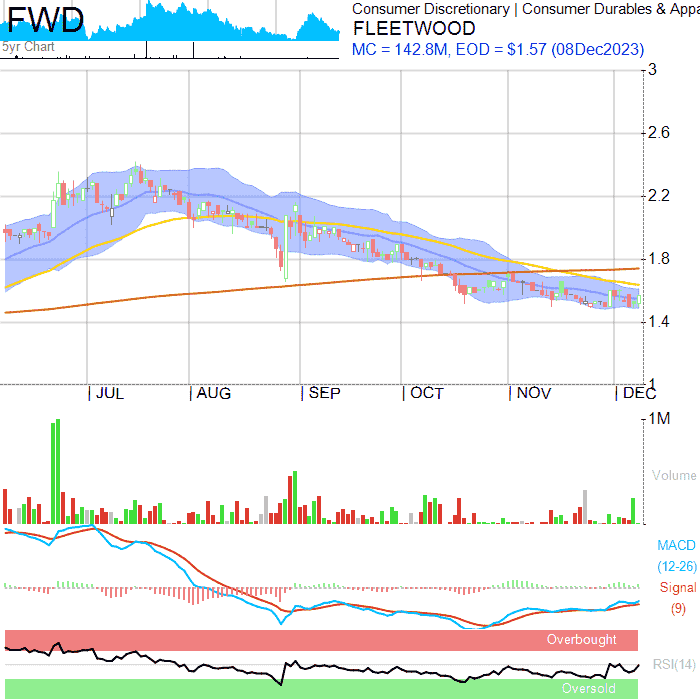 FWD
5yr Chart
Consumer Discretionary | Consumer Durables & Appa
FLEETWOOD
MC = 142.8M, EOD = $1.57 (08Dec2023)
3
2.6
2.2
1.8
1.4
1
| JUL | AUG | SEP | OCT | NOV | DEC
1M
Volume
MACD
(12-26)
Signal
(9)
Overbought
RSI(14)
Oversold